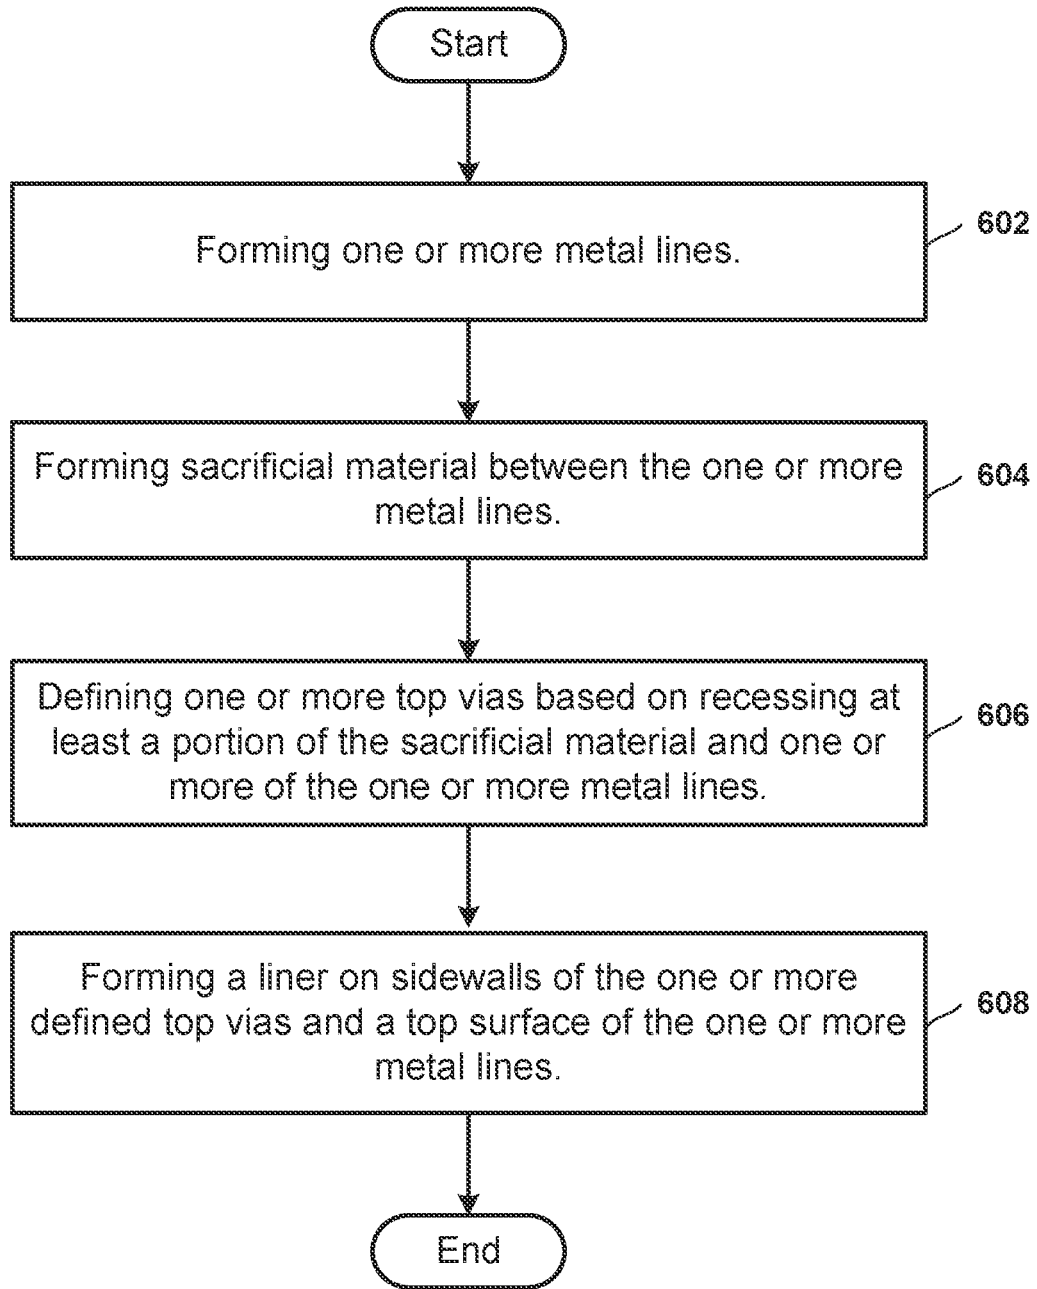 Start
Forming one or more metal lines.
602
Forming sacrificial material between the one or more
metal lines.
604
Defining one or more top vias based on recessing at
least a portion of the sacrificial material and one or
more of the one or more metal lines.
606
Forming a liner on sidewalls of the one or more
defined top vias and a top surface of the one or more
metal lines.
608
End